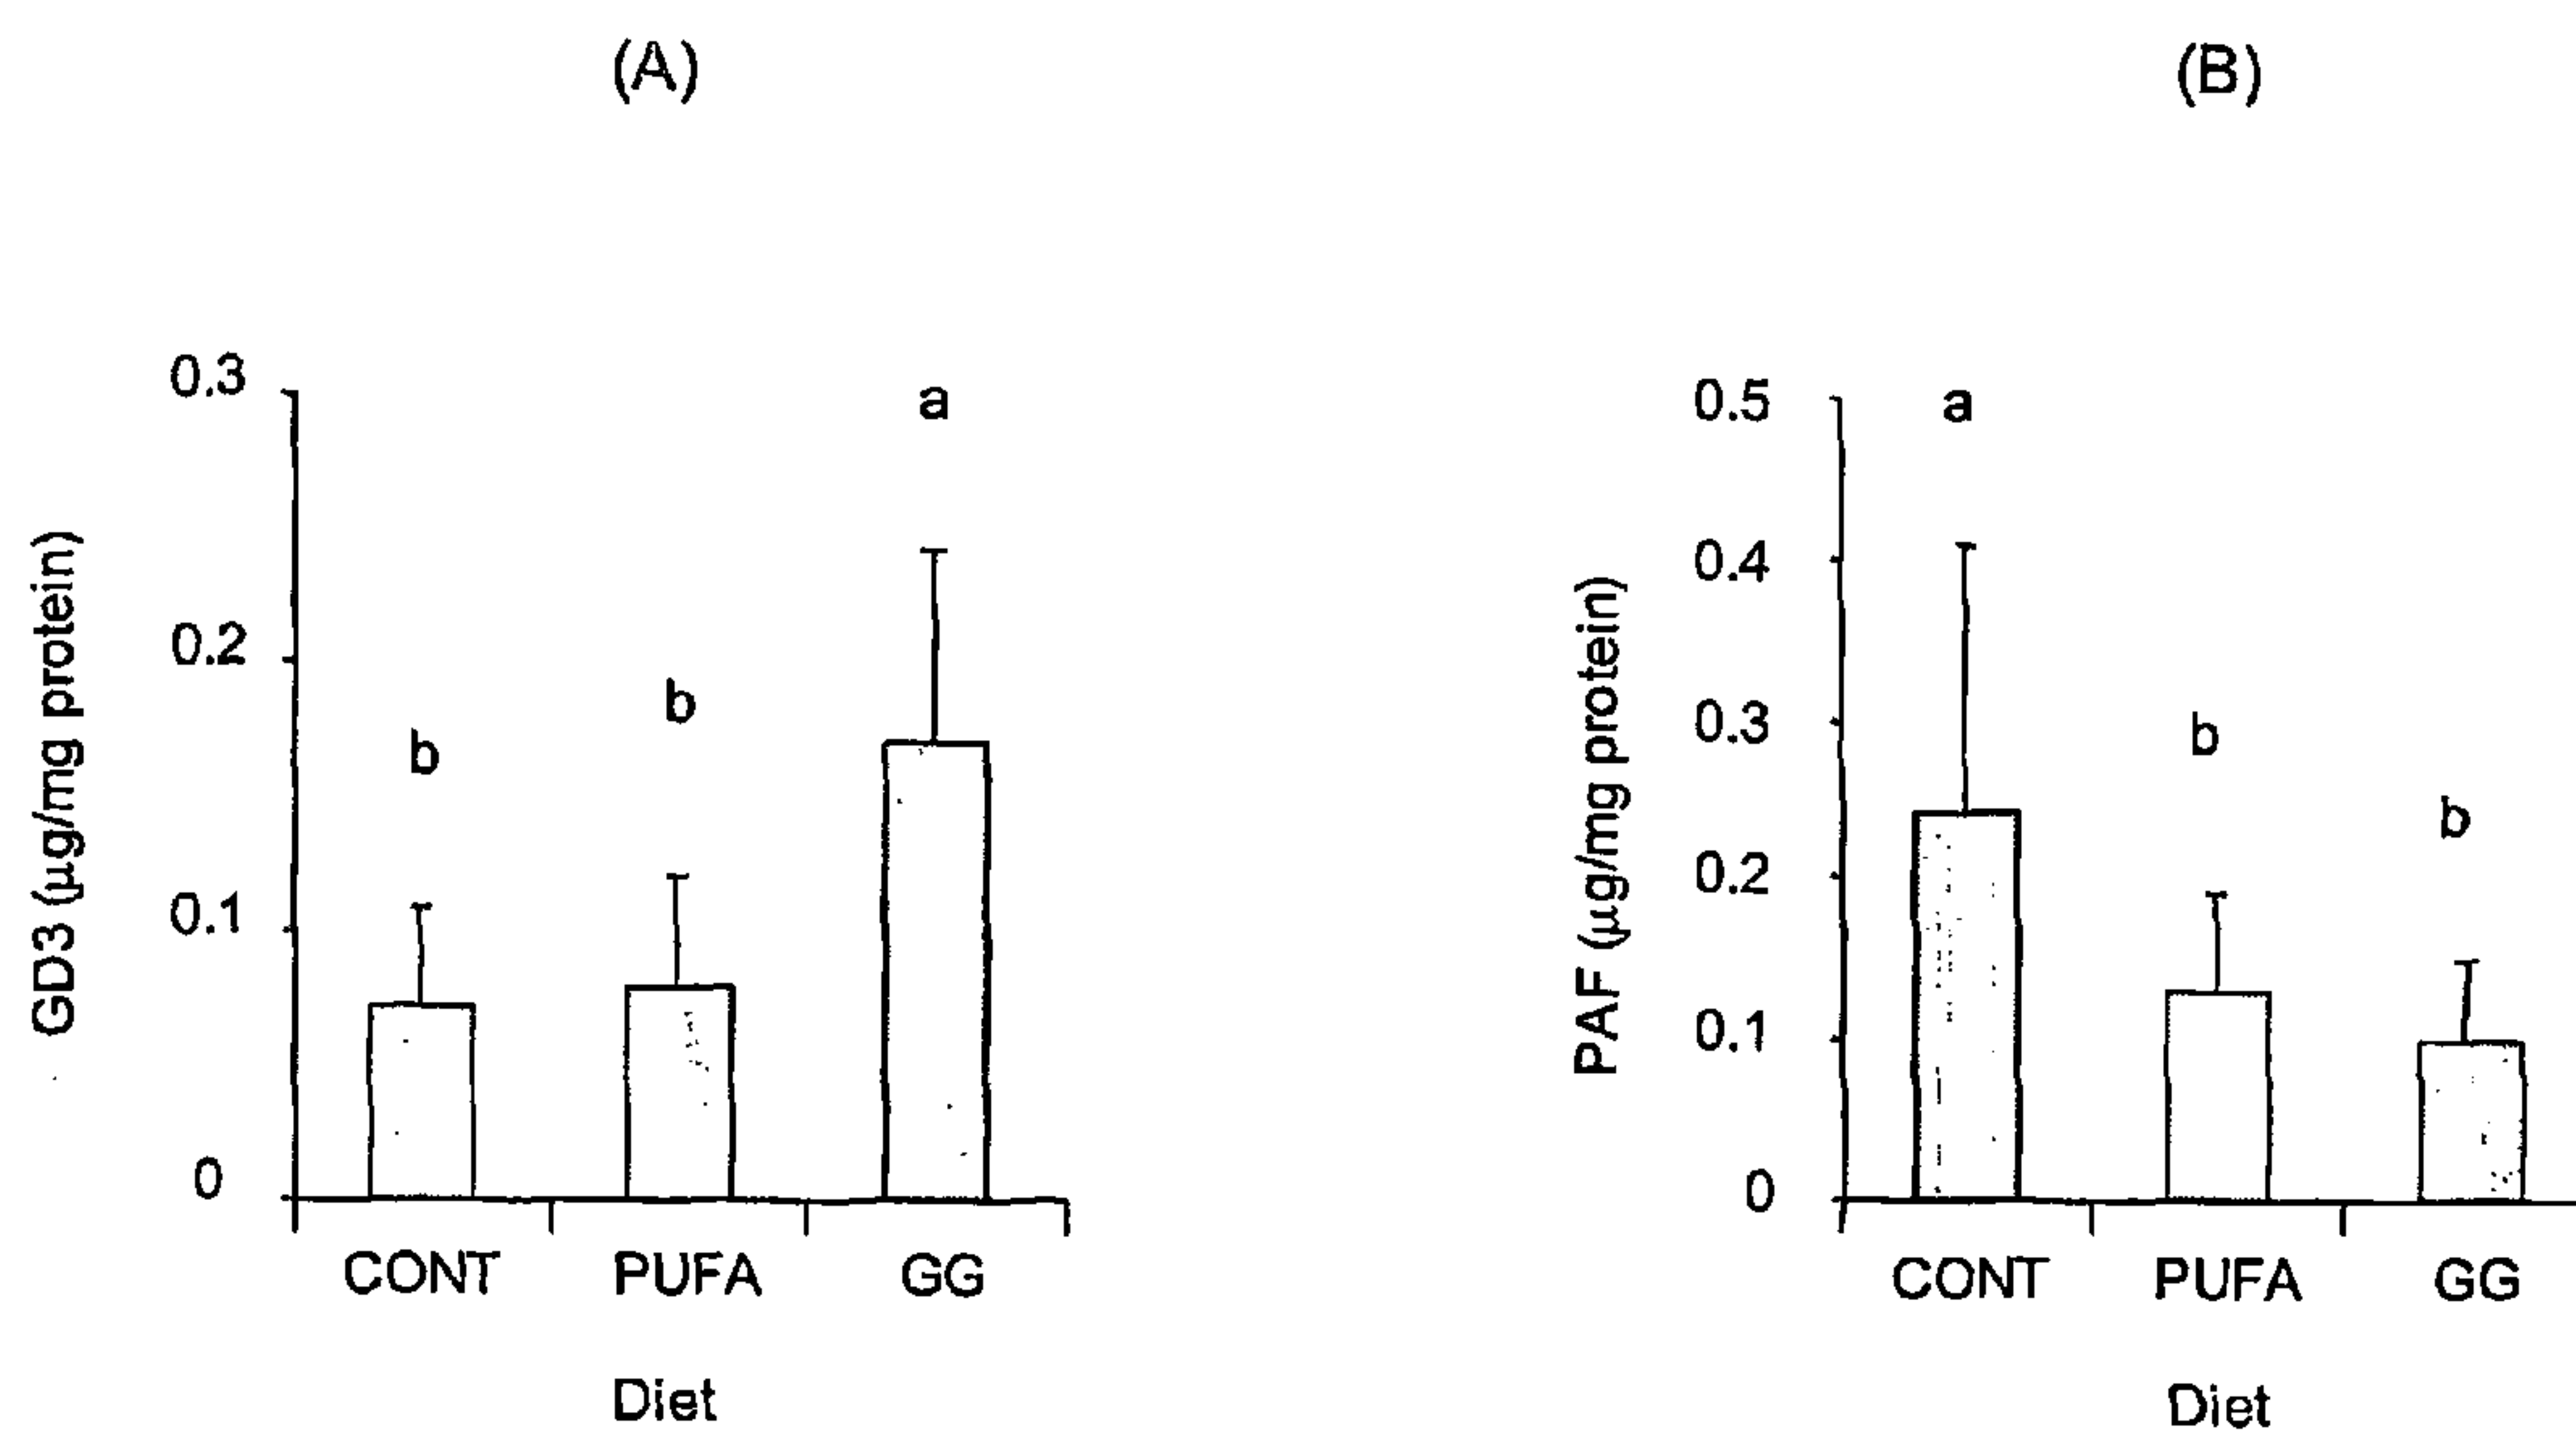 (A)
GD3 (µg/mg protein)
0.3
0.2
0.1
0
b
b
a
CONT PUFA GG
Diet
(B)
PAF (µg/mg protein)
0.5
0.4
0.3
0.2
0.1
0
a
b
b
CONT PUFA GG
Diet